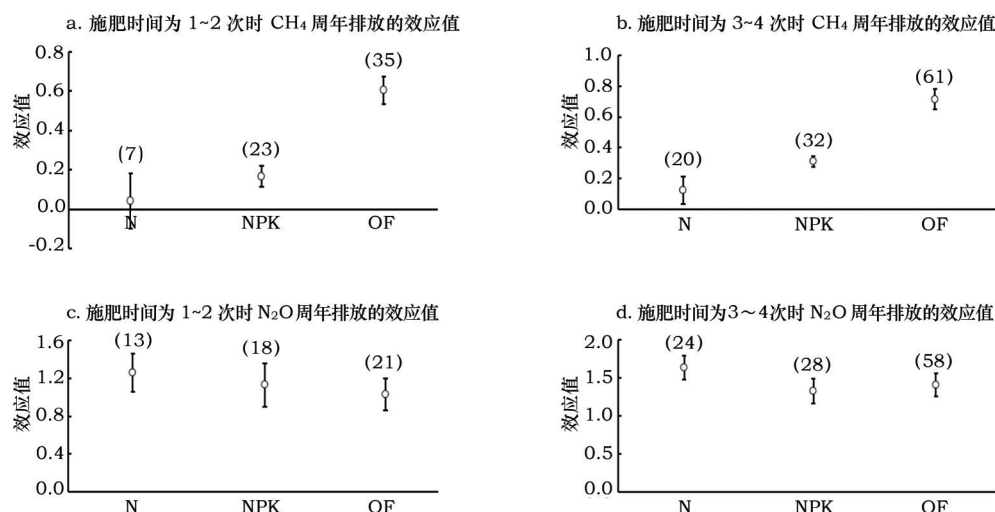 a. 施肥时间为 1~2 次时 CH₄ 周年排放的效应值
0.8
0.6
0.4
0.2
0.0
-0.2
效应值
(7)
(23)
(35)
N
NPK
OF
b. 施肥时间为 3~4 次时 CH₄ 周年排放的效应值
1.0
0.8
0.6
0.4
0.2
0.0
效应值
(20)
(32)
(61)
N
NPK
OF
c. 施肥时间为 1~2 次时 N₂O 周年排放的效应值
1.6
1.2
0.8
0.4
0.0
效应值
(13)
(18)
(21)
N
NPK
OF
d. 施肥时间为3～4次时 N₂O 周年排放的效应值
2.0
1.5
1.0
0.5
0.0
效应值
(24)
(28)
(58)
N
NPK
OF